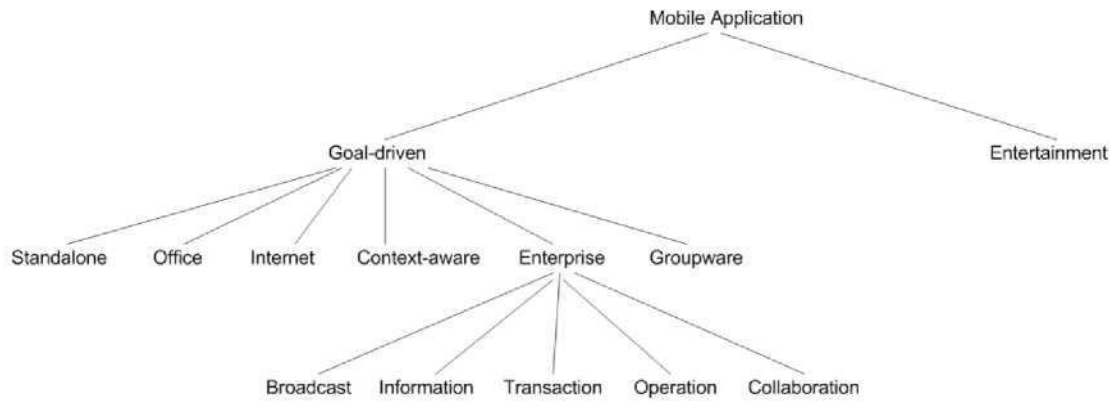 Mobile Application
Goal-driven
Entertainment
Standalone
Office
Internet
Context-aware
Enterprise
Groupware
Broadcast
Information
Transaction
Operation
Collaboration